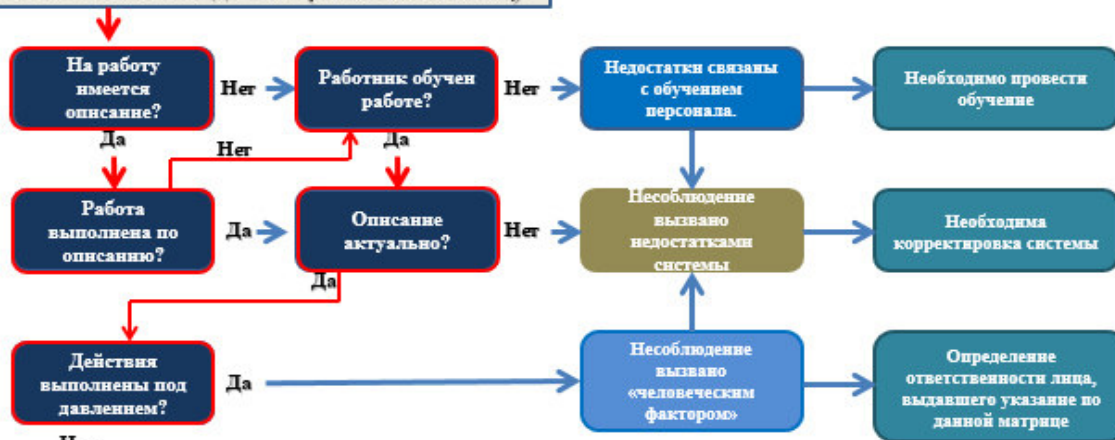 На работу
имеется
описание?
Нет
Работник обучен
работе?
Нет
Недостатки связаны
с обучением
персонала.
Необходимо провести
обучение
Да
Нет
Да
Работа
выполнена по
описанию?
Да
Описание
актуально?
Нет
Несоблюдение
вызвано
недостатками
системы
Необходима
корректировка системы
Да
Действия
выполнены под
давлением?
Да
Несоблюдение
вызвано
«человеческим
фактором»
Определение
ответственности лица,
выдавшего указание по
данной матрице